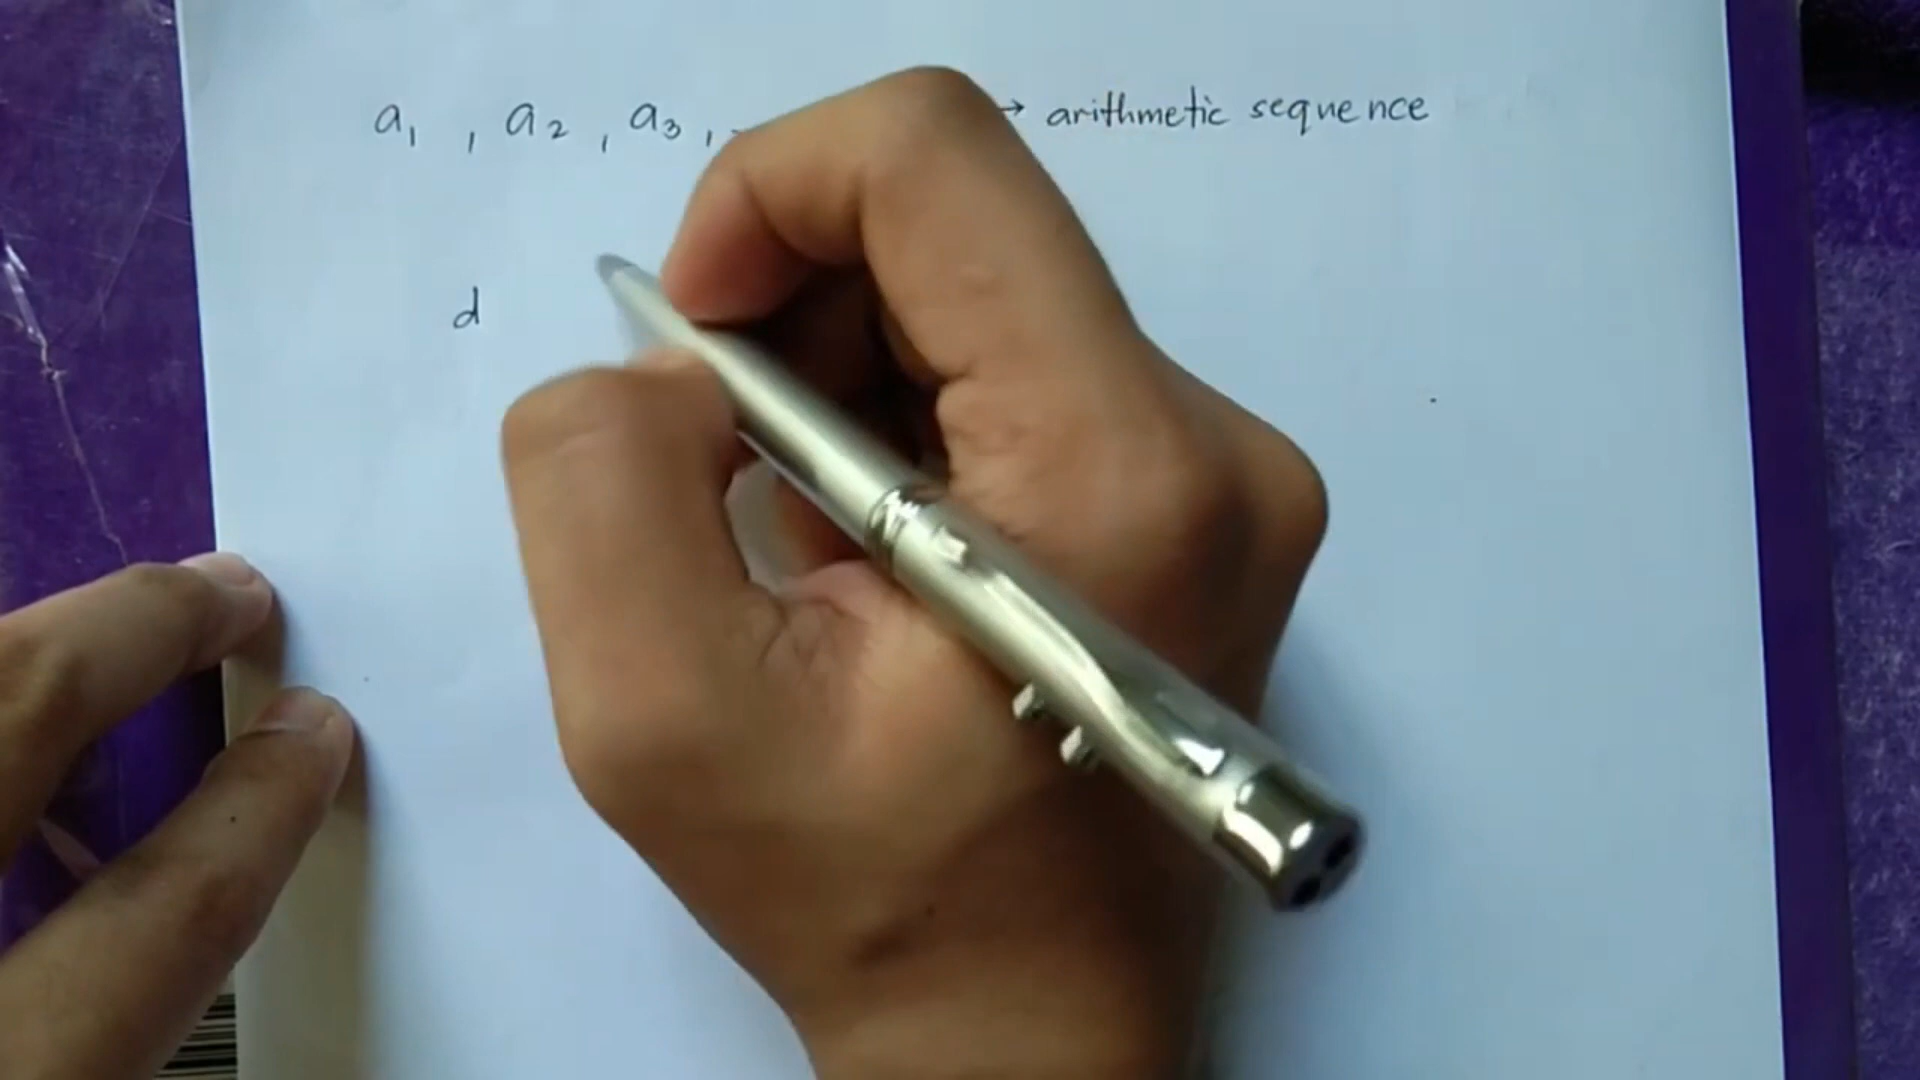 a₁ , a₂ , a₃ , → arithmetic sequence
d